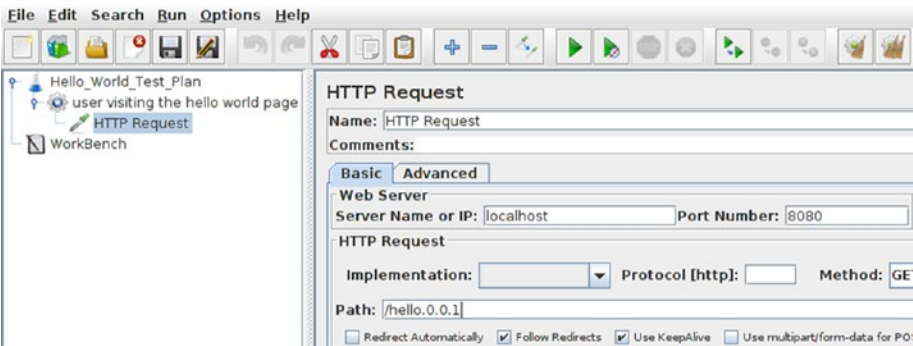 File Edit Search Run Options Help
Hello_World_Test_Plan
user visiting the hello world page
HTTP Request
WorkBench
HTTP Request
Name: HTTP Request
Comments:
Basic Advanced
Web Server
Server Name or IP: localhost Port Number: 8080
HTTP Request
Implementation: Protocol [http]: Method: GET
Path: /hello.0.0.1
Redirect Automatically Follow Redirects Use KeepAlive Use multipart/form-data for POS